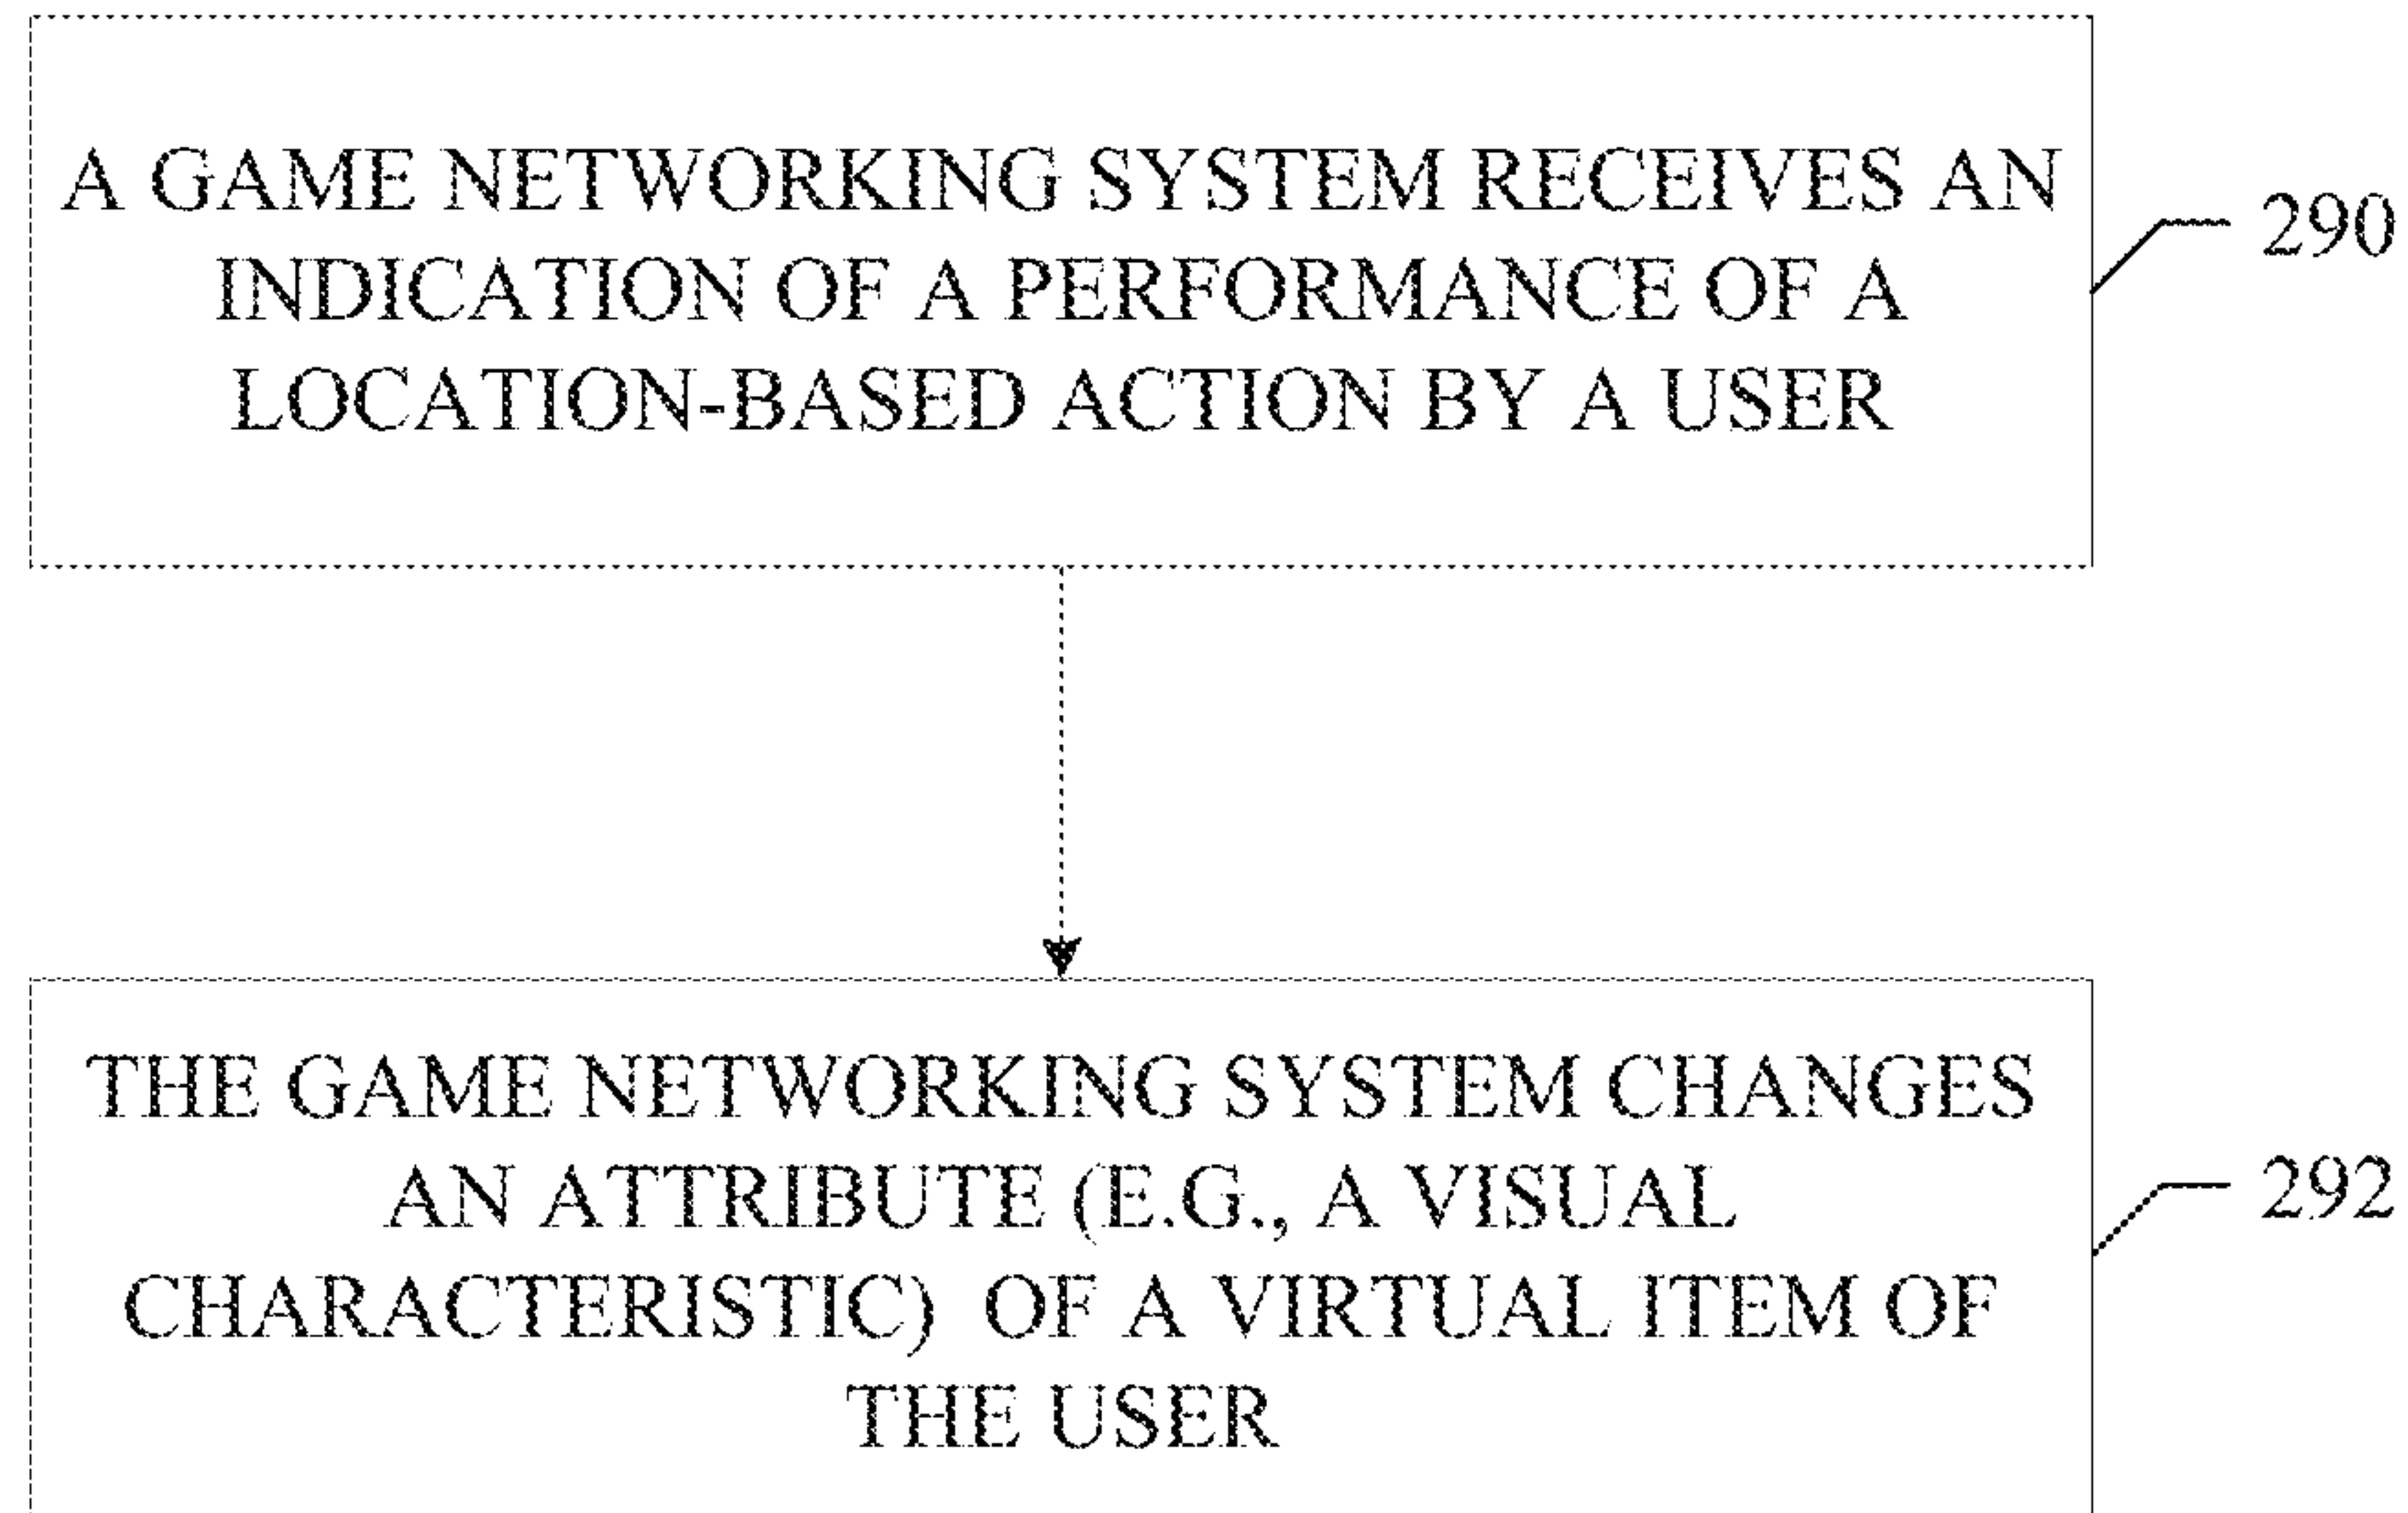 A GAME NETWORKING SYSTEM RECEIVES AN
INDICATION OF A PERFORMANCE OF A
LOCATION-BASED ACTION BY A USER
290
THE GAME NETWORKING SYSTEM CHANGES
AN ATTRIBUTE (E.G., A VISUAL
CHARACTERISTIC) OF A VIRTUAL ITEM OF
THE USER
292